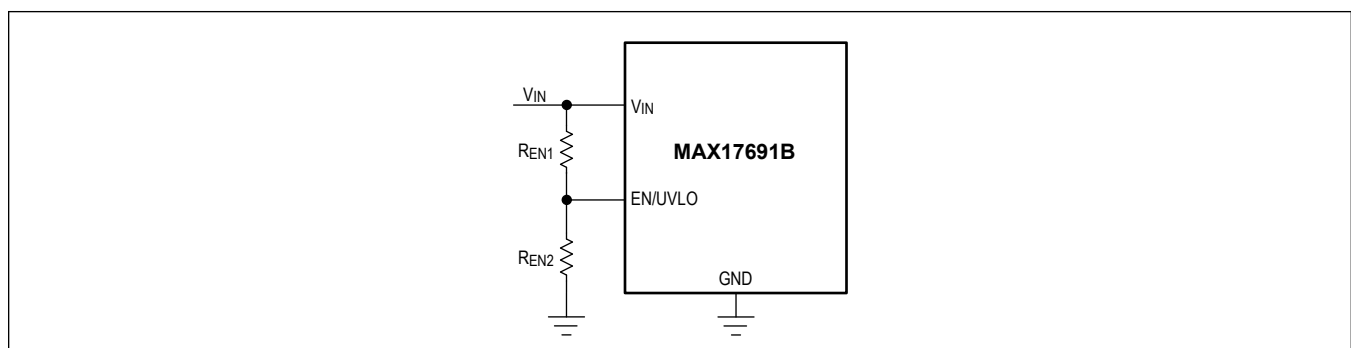 VIN
VIN
REN1
MAX17691B
EN/UVLO
REN2
GND